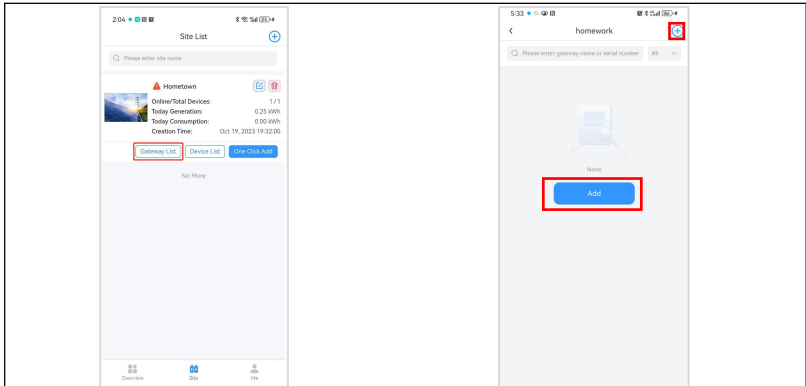 2:04
Site List
Please enter site name
Hometown
Online/Total Devices: 1/1
Today Generation: 0.25 kWh
Today Consumption: 0.00 kWh
Creation Time: Oct 19, 2023 19:32:00
Gateway List Device List One Click Add
No More
Overview Site Me
5:33
homework
Please enter gateway name or serial number All
None
Add